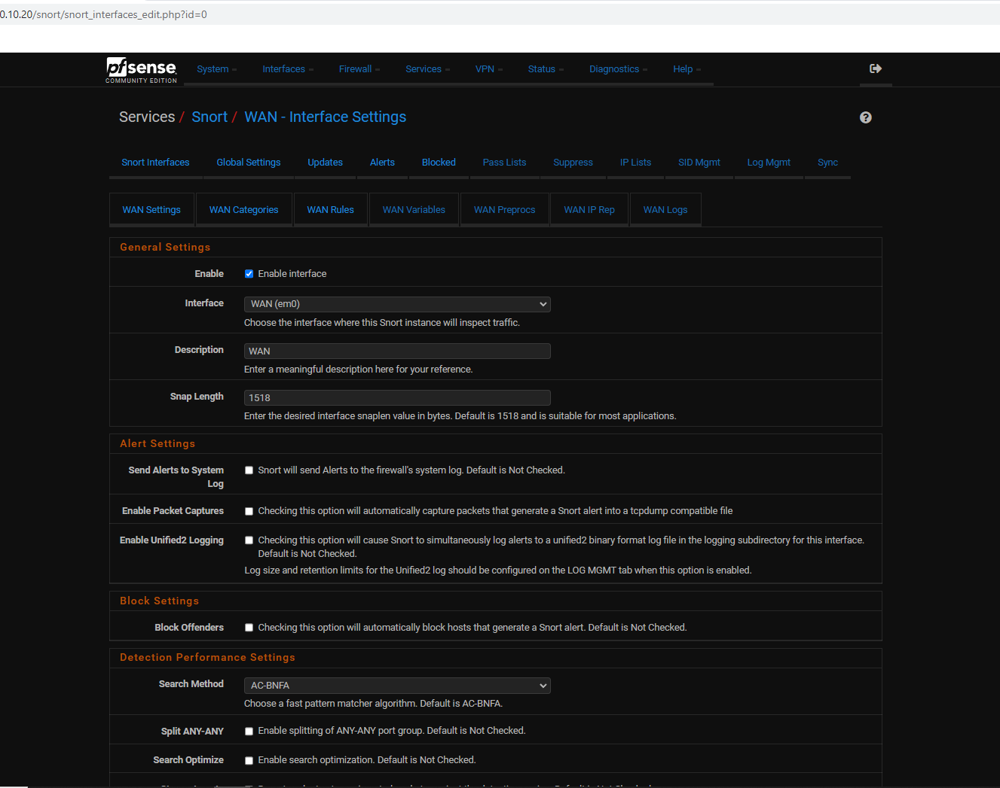 0.10.20/snort/snort_interfaces_edit.php?id=0
pfsense
COMMUNITY EDITION
System
Interfaces
Firewall
Services
VPN
Status
Diagnostics
Help
Services / Snort / WAN - Interface Settings
Snort Interfaces
Global Settings
Updates
Alerts
Blocked
Pass Lists
Suppress
IP Lists
SID Mgmt
Log Mgmt
Sync
WAN Settings
WAN Categories
WAN Rules
WAN Variables
WAN Preprocs
WAN IP Rep
WAN Logs
General Settings
Enable
Enable interface
Interface
WAN (em0)
Choose the interface where this Snort instance will inspect traffic.
Description
WAN
Enter a meaningful description here for your reference.
Snap Length
1518
Enter the desired interface snaplen value in bytes. Default is 1518 and is suitable for most applications.
Alert Settings
Send Alerts to System
Log
Snort will send Alerts to the firewall's system log. Default is Not Checked.
Enable Packet Captures
Checking this option will automatically capture packets that generate a Snort alert into a tcpdump compatible file
Enable Unified2 Logging
Checking this option will cause Snort to simultaneously log alerts to a unified2 binary format log file in the logging subdirectory for this interface.
Default is Not Checked.
Log size and retention limits for the Unified2 log should be configured on the LOG MGMT tab when this option is enabled.
Block Settings
Block Offenders
Checking this option will automatically block hosts that generate a Snort alert. Default is Not Checked.
Detection Performance Settings
Search Method
AC-BNFA
Choose a fast pattern matcher algorithm. Default is AC-BNFA.
Split ANY-ANY
Enable splitting of ANY-ANY port group. Default is Not Checked.
Search Optimize
Enable search optimization. Default is Not Checked.